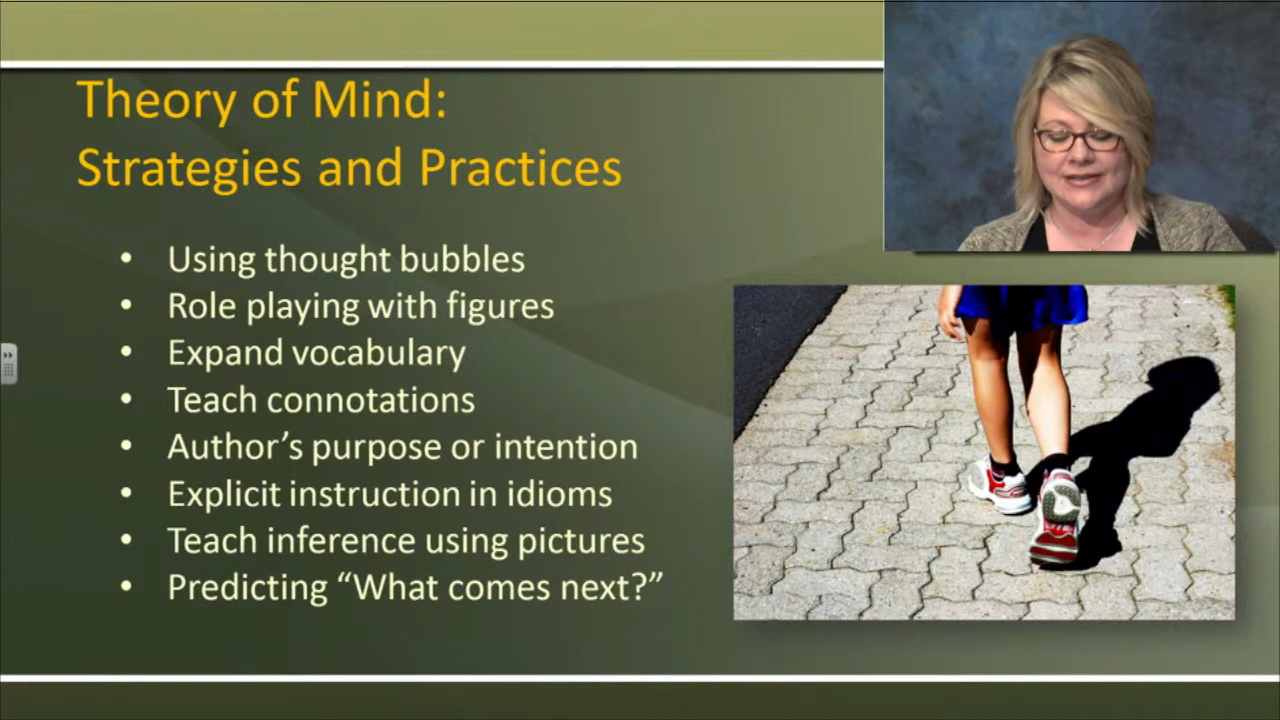 Theory of Mind:
Strategies and Practices
• Using thought bubbles
• Role playing with figures
• Expand vocabulary
• Teach connotations
• Author’s purpose or intention
• Explicit instruction in idioms
• Teach inference using pictures
• Predicting “What comes next?”